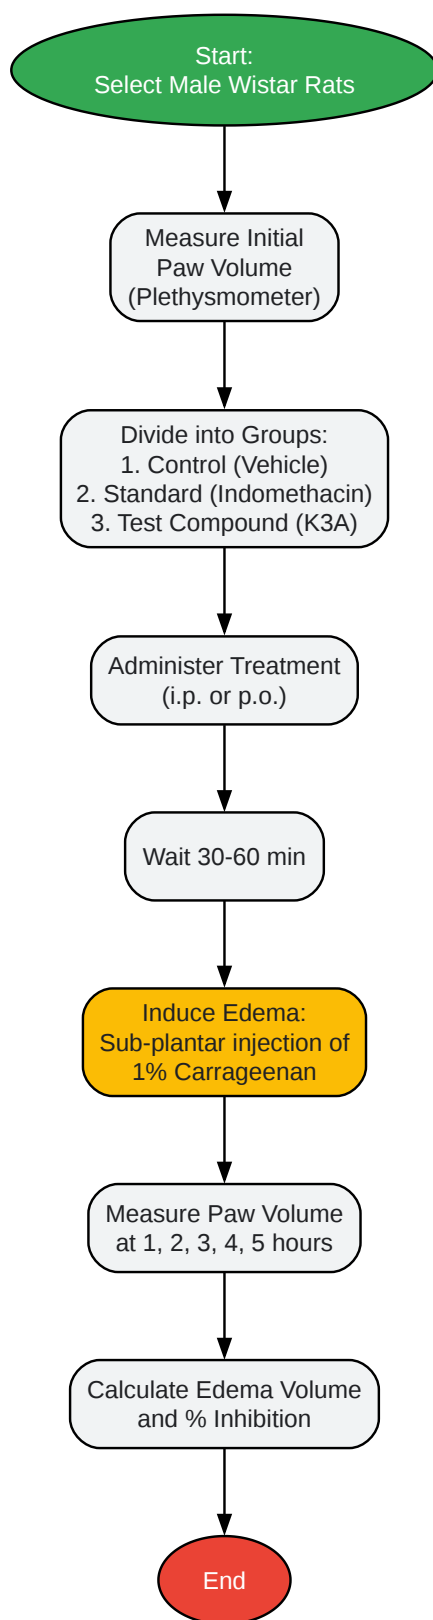 Start:
Select Male Wistar Rats
Measure Initial
Paw Volume
(Plethysmometer)
Divide into Groups:
1. Control (Vehicle)
2. Standard (Indomethacin)
3. Test Compound (K3A)
Administer Treatment
(i.p. or p.o.)
Wait 30-60 min
Induce Edema:
Sub-plantar injection of
1% Carrageenan
Measure Paw Volume
at 1, 2, 3, 4, 5 hours
Calculate Edema Volume
and % Inhibition
End